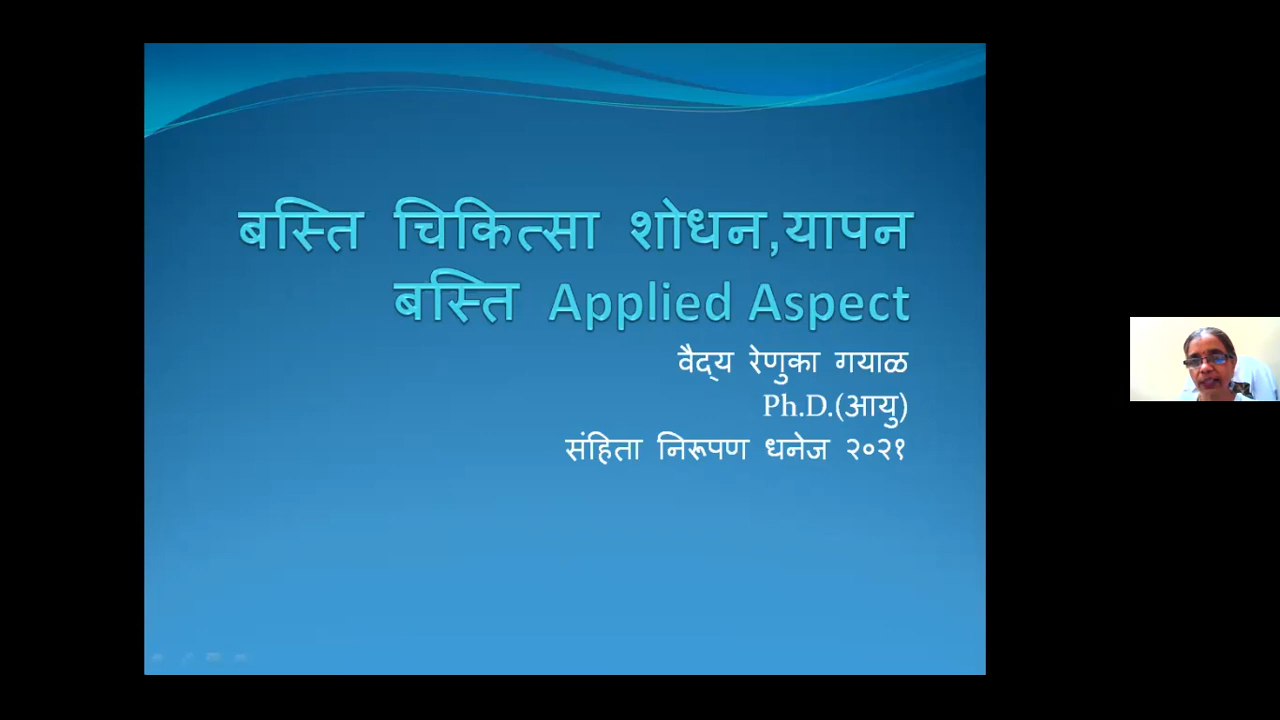 बस्ति चिकित्सा शोधन,यापन
बस्ति Applied Aspect
वैद्य रेणुका गयाळ
Ph.D.(आयु)
संहिता निरूपण धनेज २०२१